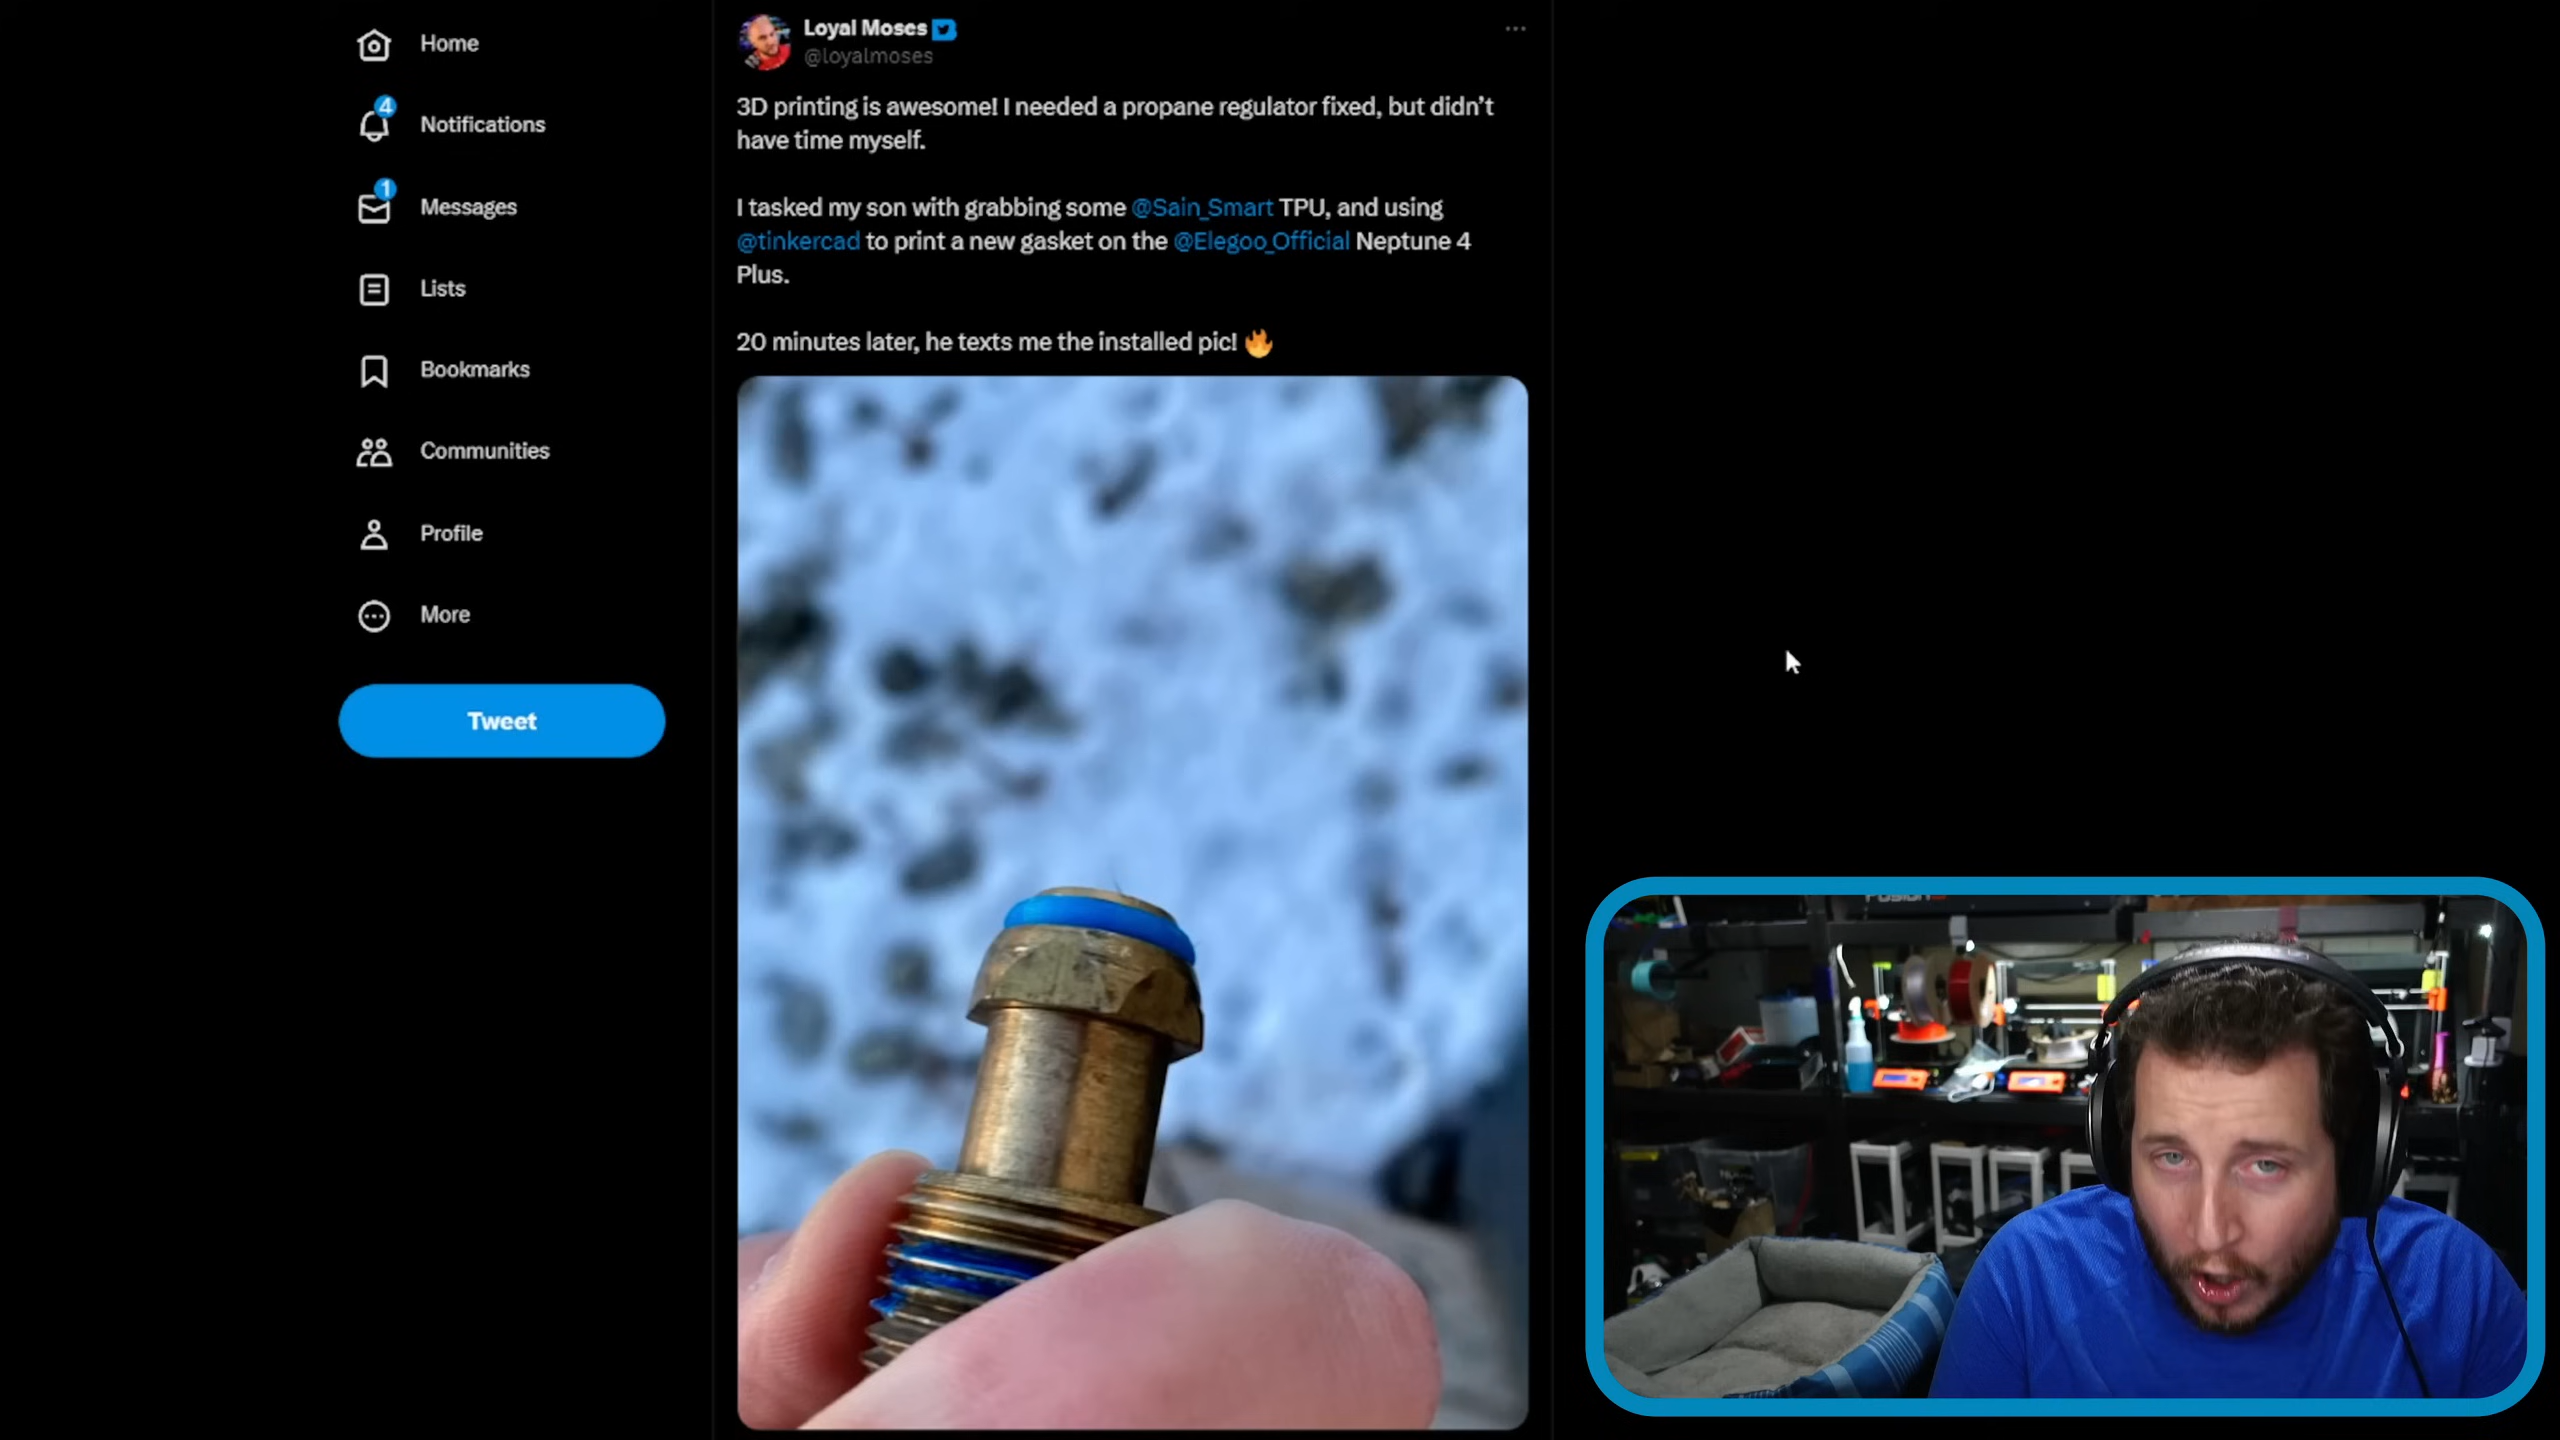 Home
4
Notifications
1
Messages
Lists
Bookmarks
Communities
Profile
More
Tweet
Loyal Moses
@loyalmoses
3D printing is awesome! I needed a propane regulator fixed, but didn’t
have time myself.
I tasked my son with grabbing some @Sain_Smart TPU, and using
@tinkercad to print a new gasket on the @Elegoo_Official Neptune 4
Plus.
20 minutes later, he texts me the installed pic! 🔥